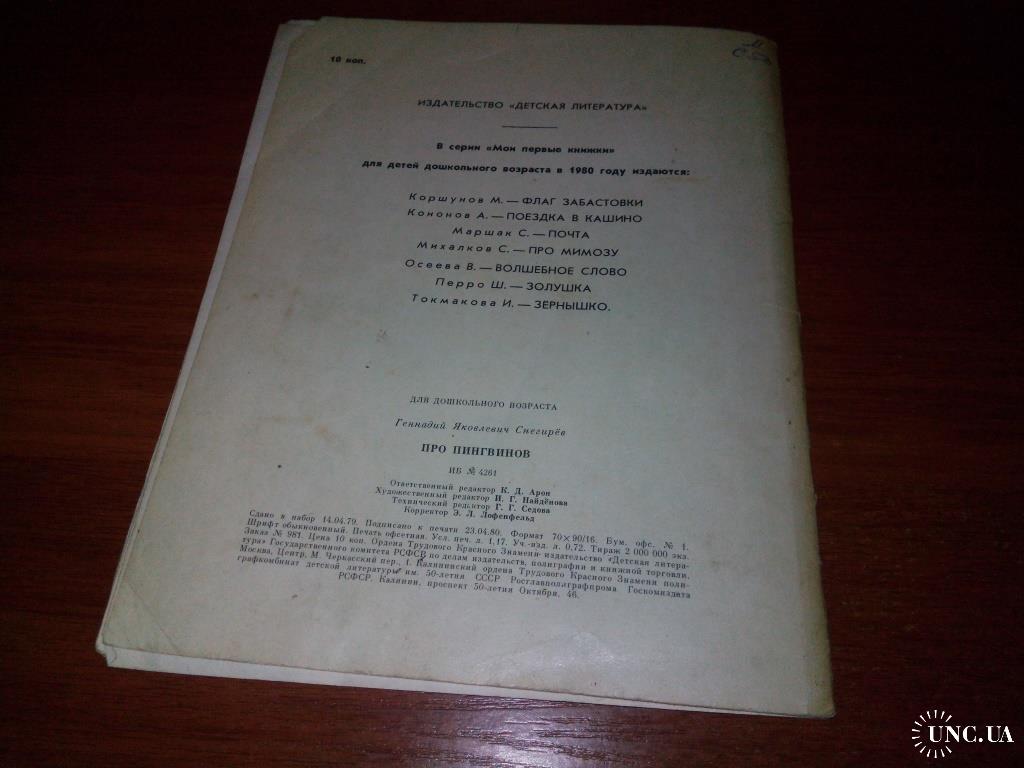 10 коп.
ИЗДАТЕЛЬСТВО «ДЕТСКАЯ ЛИТЕРАТУРА»
В серии «Мои первые книжки»
для детей дошкольного возраста в 1980 году издаются:
Коршунов М. — ФЛАГ ЗАБАСТОВКИ
Кононов А. — ПОЕЗДКА В КАШИНО
Маршак С. — ПОЧТА
Михалков С. — ПРО МИМОЗУ
Осеева В. — ВОЛШЕБНОЕ СЛОВО
Перро Ш. — ЗОЛУШКА
Токмакова И. — ЗЕРНЫШКО.
ДЛЯ ДОШКОЛЬНОГО ВОЗРАСТА
Геннадий Яковлевич Снегирёв
ПРО ПИНГВИНОВ
ИБ № 4261
Ответственный редактор К. Д. Арон
Художественный редактор И. Г. Найдёнова
Технический редактор Г. Г. Седова
Корректор Э. Л. Лофенфельд
Сдано в набор 14.04.79. Подписано к печати 23.04.80. Формат 70×90/16. Бум. офс. № 1.
Шрифт обыкновенный. Печать офсетная. Усл. печ. л. 1,17. Уч.-изд. л. 0,72. Тираж 2 000 000 экз.
Заказ № 981. Цена 10 коп. Ордена Трудового Красного Знамени издательство «Детская литера-
тура» Государственного комитета РСФСР по делам издательств, полиграфии и книжной торговли.
Москва, Центр, М. Черкасский пер., 1. Калининский ордена Трудового Красного Знамени поли-
графкомбинат детской литературы им. 50-летия СССР Росглавполиграфпрома Госкомиздата
РСФСР. Калинин, проспект 50-летия Октября, 46.
UNC.UA